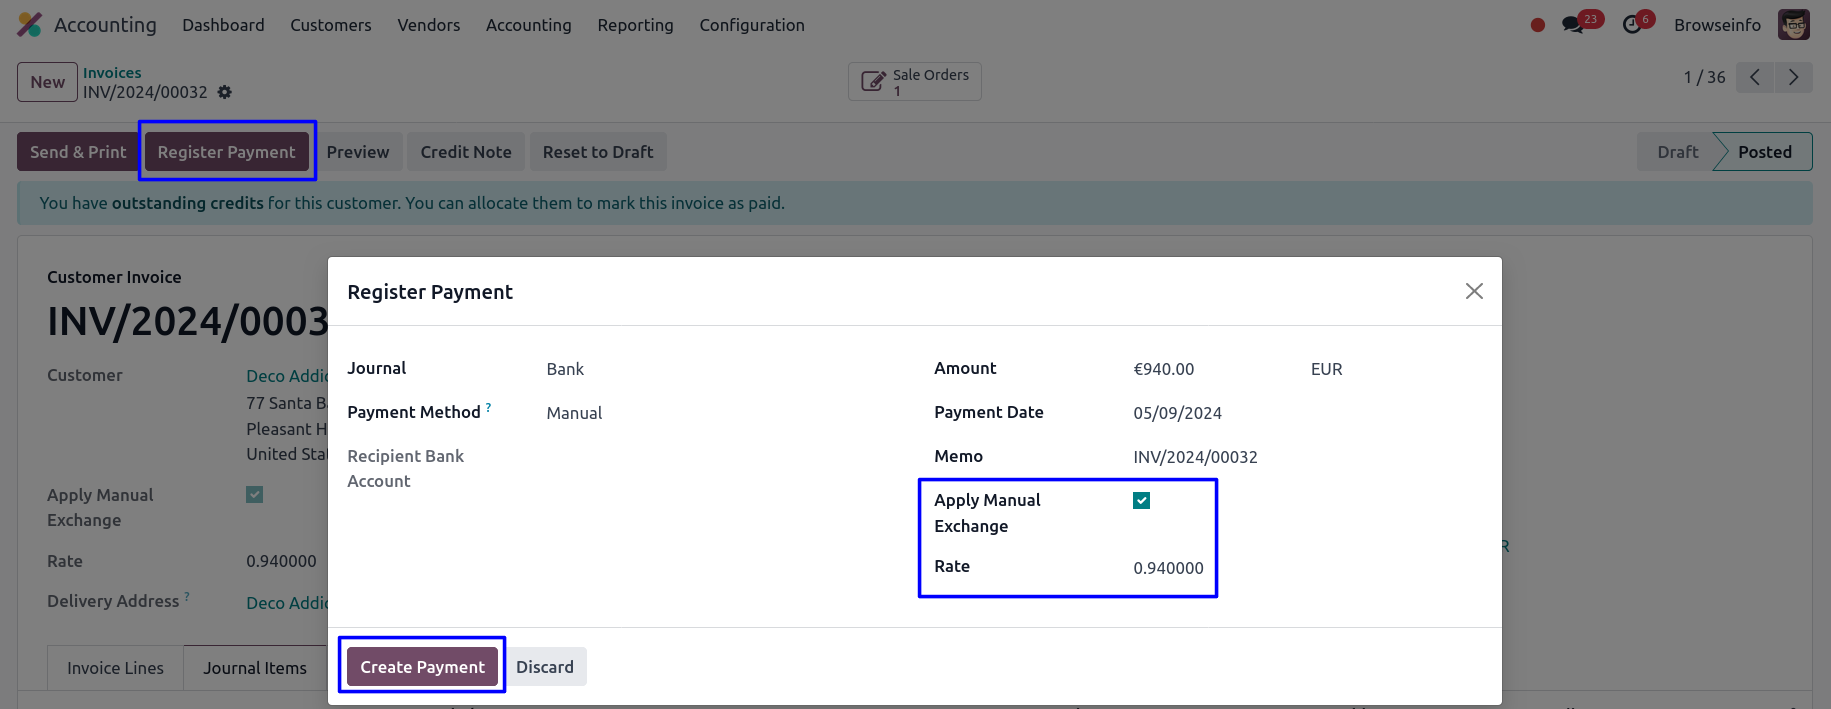 Accounting Dashboard Customers Vendors Accounting Reporting Configuration 23 6 Browseinfo
New
Invoices
INV/2024/00032
Sale Orders
1
1 / 36
Send & Print Register Payment Preview Credit Note Reset to Draft Draft Posted
You have outstanding credits for this customer. You can allocate them to mark this invoice as paid.
Customer Invoice
INV/2024/0003
Customer
Deco Addic
77 Santa Ba
Pleasant H
United Stat
Apply Manual
Exchange
Rate 0.940000
Delivery Address ?
Deco Addic
Invoice Lines Journal Items
Register Payment
Journal Bank
Payment Method ? Manual
Recipient Bank
Account
Amount €940.00 EUR
Payment Date 05/09/2024
Memo INV/2024/00032
Apply Manual
Exchange
Rate 0.940000
R
Create Payment Discard